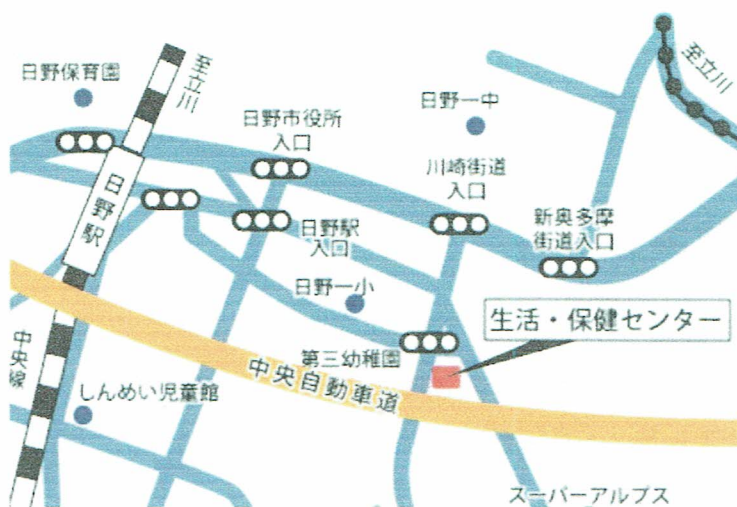 日野保育園
至立川
日野市役所
入口
日野一中
至立川
川崎街道
入口
日野駅
日野駅
入口
新奥多摩
街道入口
日野一小
生活・保健センター
中央線
第三幼稚園
中央自動車道
しんめい児童館
スーパーアルプス